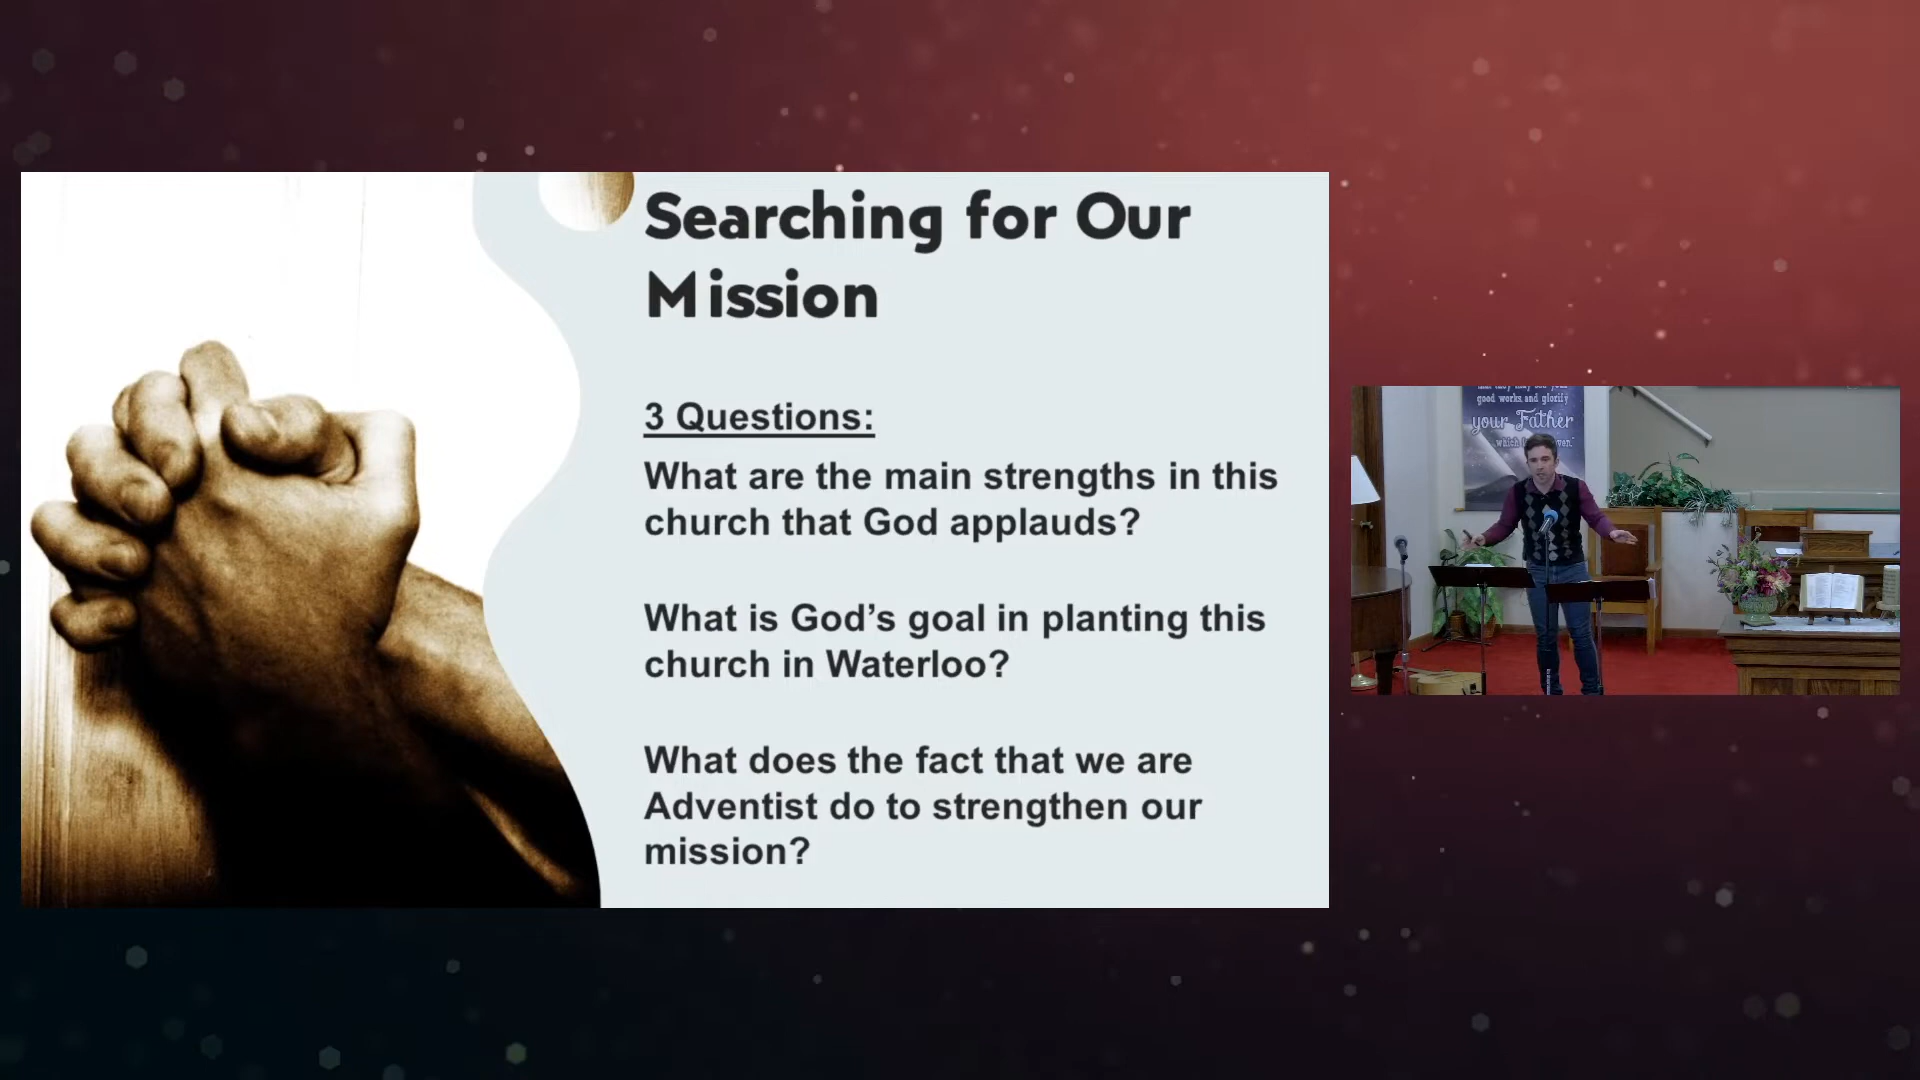 Searching for Our
Mission
3 Questions:
What are the main strengths in this
church that God applauds?
What is God’s goal in planting this
church in Waterloo?
What does the fact that we are
Adventist do to strengthen our
mission?
good works and glorify
your Father
which